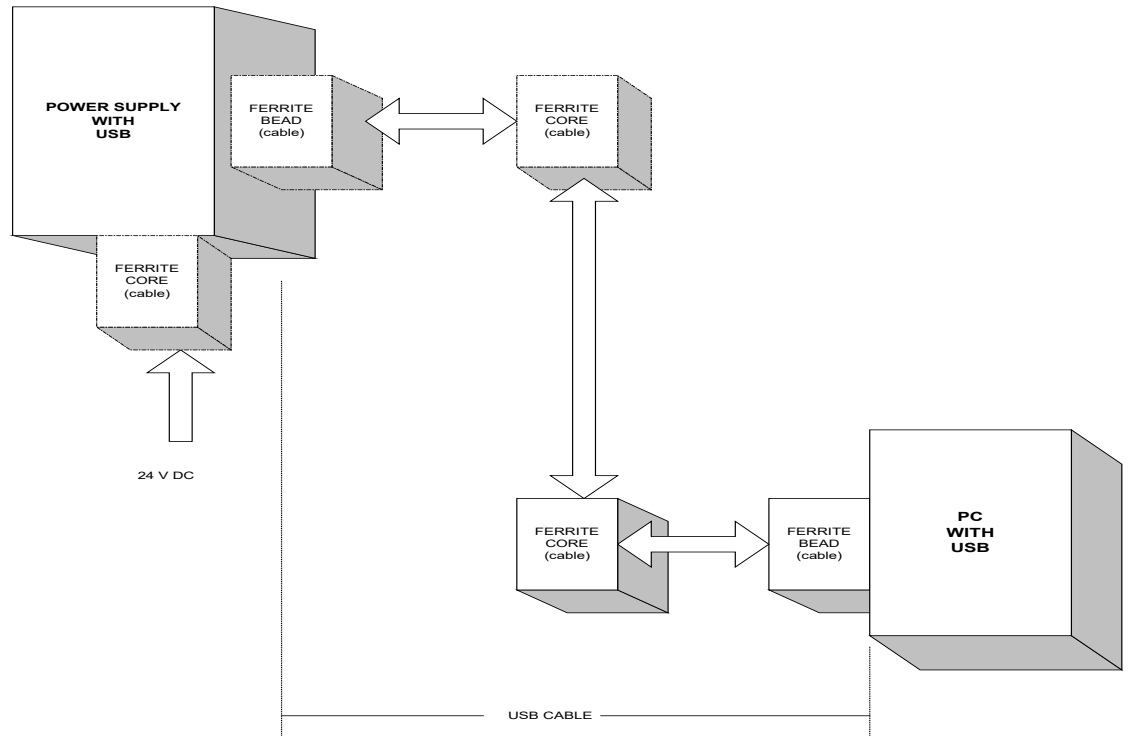 POWER SUPPLY
WITH
USB
FERRITE
BEAD
(cable)
FERRITE
CORE
(cable)
FERRITE
CORE
(cable)
24 V DC
FERRITE
CORE
(cable)
FERRITE
BEAD
(cable)
PC
WITH
USB
USB CABLE